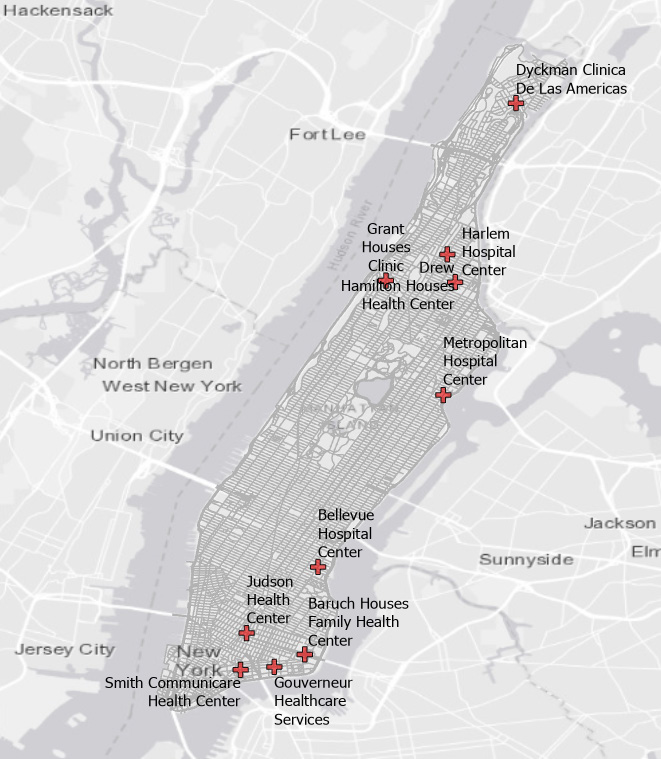 Hackensack
Dyckman Clinica
De Las Americas
Fort Lee
Hudson River
Grant
Houses
Clinic
Harlem
Hospital
Center
Drew
Hamilton Houses
Health Center
Metropolitan
Hospital
Center
North Bergen
West New York
MANHATTAN
ISLAND
Union City
Bellevue
Hospital
Center
Jackson
Elm
Sunnyside
Judson
Health
Center
Baruch Houses
Family Health
Center
Jersey City
New
York
Smith Communicare
Health Center
Gouverneur
Healthcare
Services